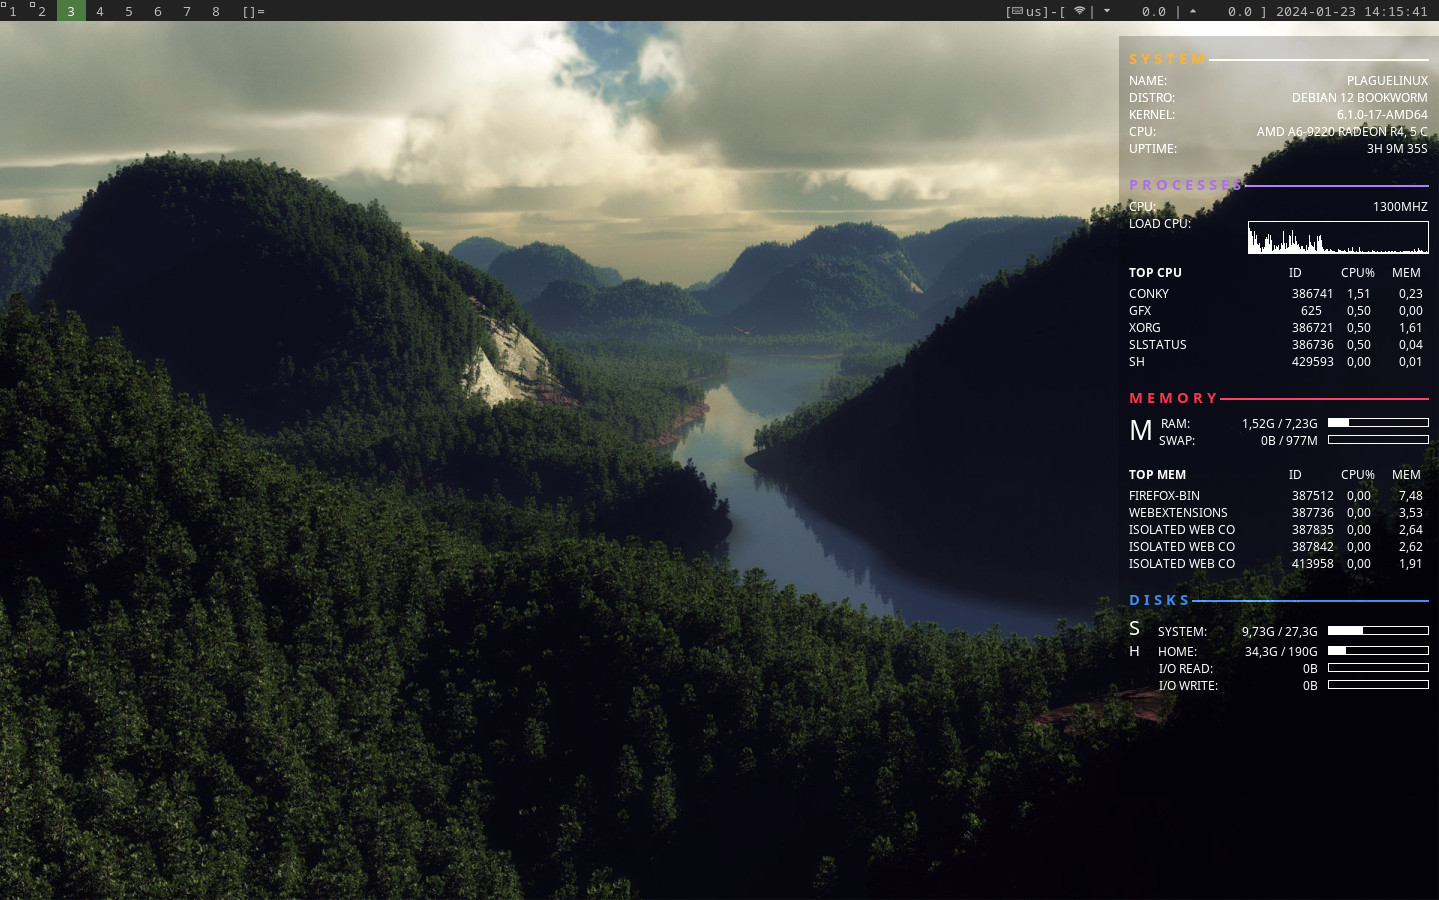 1 2 3 4 5 6 7 8 []= [us]-[ | 0.0 | 0.0 ] 2024-01-23 14:15:41
SYSTEM
NAME: PLAGUELINUX
DISTRO: DEBIAN 12 BOOKWORM
KERNEL: 6.1.0-17-AMD64
CPU: AMD A6-9220 RADEON R4, 5 C
UPTIME: 3H 9M 35S
PROCESSES
CPU: 1300MHZ
LOAD CPU:
TOP CPU ID CPU% MEM
CONKY 386741 1,51 0,23
GFX 625 0,50 0,00
XORG 386721 0,50 1,61
SLSTATUS 386736 0,50 0,04
SH 429593 0,00 0,01
MEMORY
M RAM: 1,52G / 7,23G
SWAP: 0B / 977M
TOP MEM ID CPU% MEM
FIREFOX-BIN 387512 0,00 7,48
WEBEXTENSIONS 387736 0,00 3,53
ISOLATED WEB CO 387835 0,00 2,64
ISOLATED WEB CO 387842 0,00 2,62
ISOLATED WEB CO 413958 0,00 1,91
DISKS
S SYSTEM: 9,73G / 27,3G
H HOME: 34,3G / 190G
I/O READ: 0B
I/O WRITE: 0B